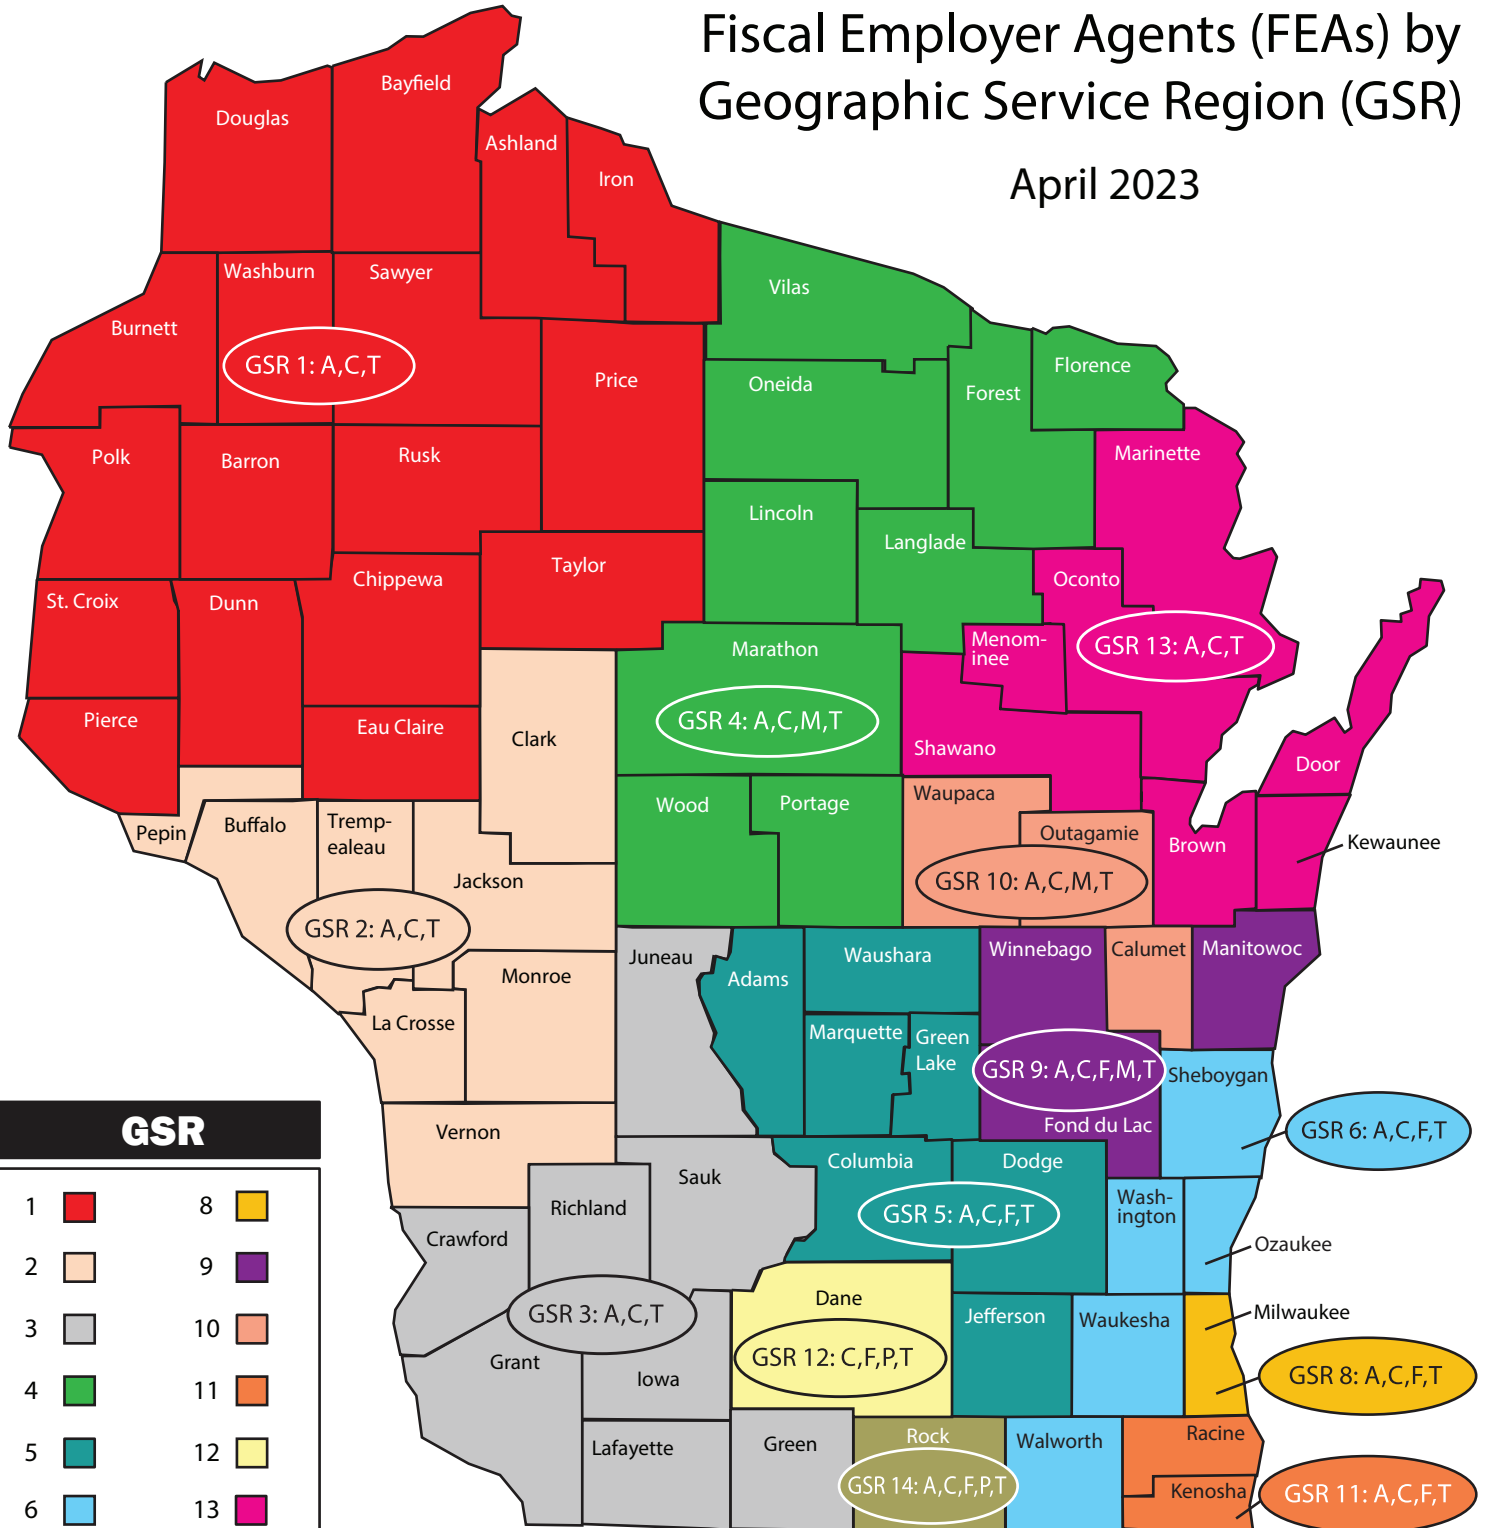 Fiscal Employer Agents (FEAs) by
Geographic Service Region (GSR)
April 2023
Bayfield
Douglas
Ashland
Iron
Washburn
Sawyer
Vilas
Burnett
GSR 1: A,C,T
Price
Oneida
Florence
Forest
Polk
Barron
Rusk
Marinette
Lincoln
Langlade
Taylor
Chippewa
Oconto
St. Croix
Dunn
Menom-
inee
GSR 13: A,C,T
Marathon
Pierce
Eau Claire
Clark
GSR 4: A,C,M,T
Shawano
Door
Waupaca
Wood
Portage
Pepin
Buffalo
Tremp-
ealeau
Outagamie
Brown
Kewaunee
Jackson
GSR 10: A,C,M,T
GSR 2: A,C,T
Juneau
Waushara
Winnebago
Calumet
Manitowoc
Monroe
Adams
La Crosse
Marquette
Green
Lake
GSR 9: A,C,F,M,T
Sheboygan
GSR
Vernon
Fond du Lac
GSR 6: A,C,F,T
Columbia
Dodge
Sauk
Richland
Wash-
ington
1
8
GSR 5: A,C,F,T
Crawford
Ozaukee
2
9
Dane
Milwaukee
3
10
GSR 3: A,C,T
Jefferson
Waukesha
Grant
GSR 12: C,F,P,T
Iowa
GSR 8: A,C,F,T
4
11
Lafayette
Green
Rock
Walworth
Racine
5
12
GSR 14: A,C,F,P,T
Kenosha
GSR 11: A,C,F,T
6
13